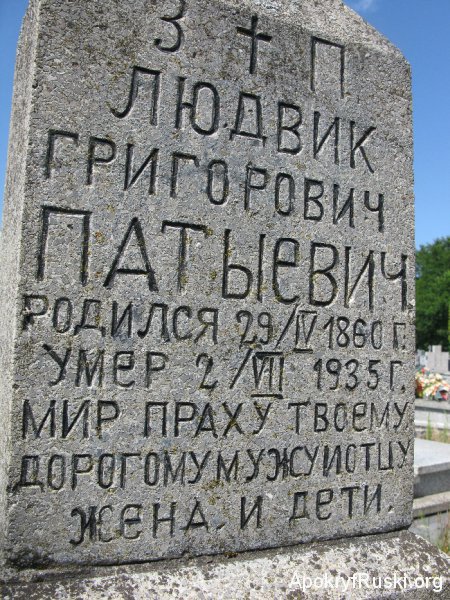 З † П
ЛЮДВИК
ГРИГОРОВИЧ
ПАТЫЕВИЧ
РОДИЛСЯ 29/IV 1860 Г.
УМЕР 2/VII 1935 Г.
МИР ПРАХУ ТВОЕМУ
ДОРОГОМУ МУЖУ И ОТЦУ
ЖЕНА. И ДЕТИ.
ApokryfRuski.org